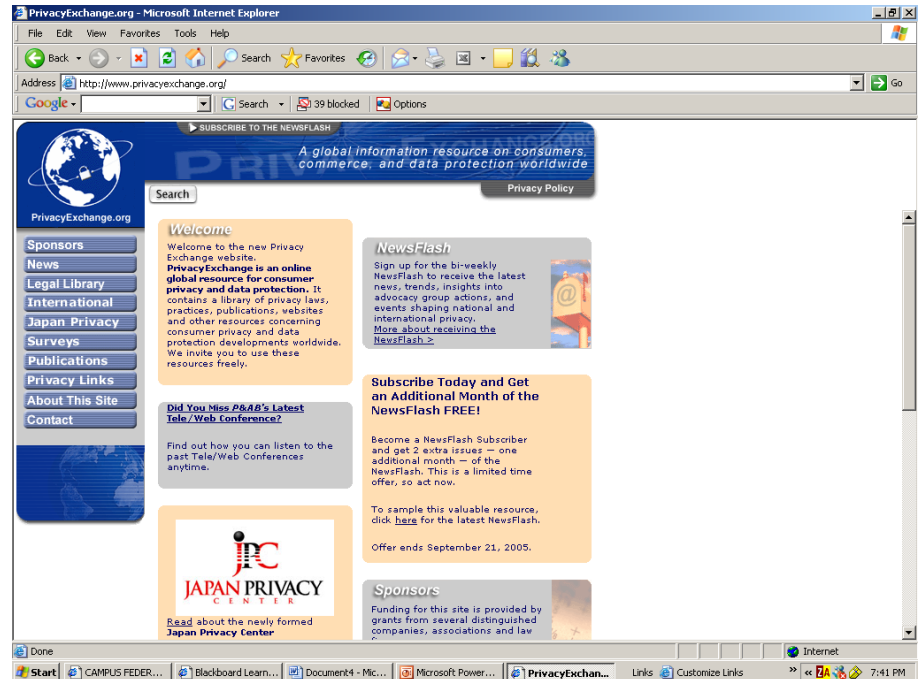 PrivacyExchange.org - Microsoft Internet Explorer
File Edit View Favorites Tools Help
Back Search Favorites
Address http://www.privacyexchange.org/ Go
Google Search 39 blocked Options
SUBSCRIBE TO THE NEWSFLASH
A global information resource on consumers,
commerce, and data protection worldwide
Search
Privacy Policy
PrivacyExchange.org
Sponsors
News
Legal Library
International
Japan Privacy
Surveys
Publications
Privacy Links
About This Site
Contact
Welcome
Welcome to the new Privacy
Exchange website.
PrivacyExchange is an online
global resource for consumer
privacy and data protection. It
contains a library of privacy laws,
practices, publications, websites
and other resources concerning
consumer privacy and data
protection developments worldwide.
We invite you to use these
resources freely.
Did You Miss P&AB's Latest
Tele/Web Conference?
Find out how you can listen to the
past Tele/Web Conferences
anytime.
JPC
JAPAN PRIVACY
CENTER
Read about the newly formed
Japan Privacy Center
NewsFlash
Sign up for the bi-weekly
NewsFlash to receive the latest
news, trends, insights into
advocacy group actions, and
events shaping national and
international privacy.
More about receiving the
NewsFlash >
Subscribe Today and Get
an Additional Month of the
NewsFlash FREE!
Become a NewsFlash Subscriber
and get 2 extra issues — one
additional month — of the
NewsFlash. This is a limited time
offer, so act now.
To sample this valuable resource,
click here for the latest NewsFlash.
Offer ends September 21, 2005.
Sponsors
Funding for this site is provided by
grants from several distinguished
companies, associations and law
Done Internet
Start CAMPUS FEDER... Blackboard Learn... Document4 - Mic... Microsoft Power... PrivacyExchan... Links Customize Links 7:41 PM